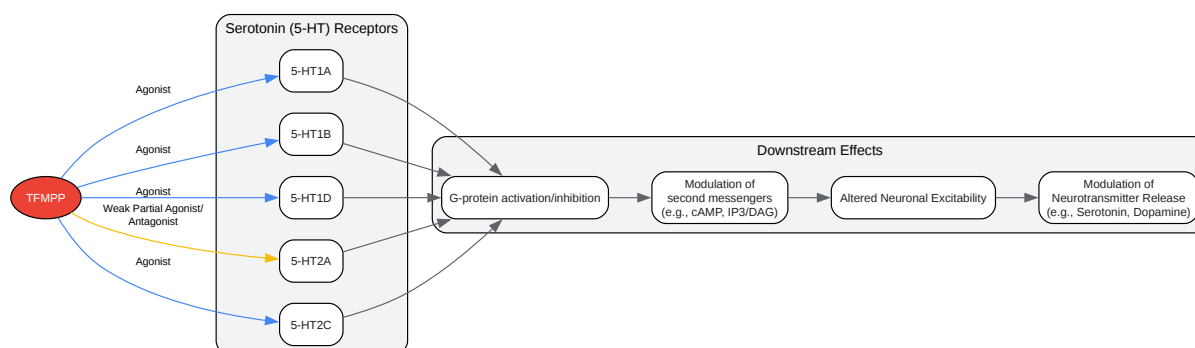 Serotonin (5-HT) Receptors
5-HT1A
Agonist
5-HT1B
Agonist
Downstream Effects
TFMPP
Agonist
5-HT1D
G-protein activation/inhibition
Modulation of
second messengers
(e.g., cAMP, IP3/DAG)
Altered Neuronal Excitability
Modulation of
Neurotransmitter Release
(e.g., Serotonin, Dopamine)
Weak Partial Agonist/
Antagonist
5-HT2A
Agonist
5-HT2C